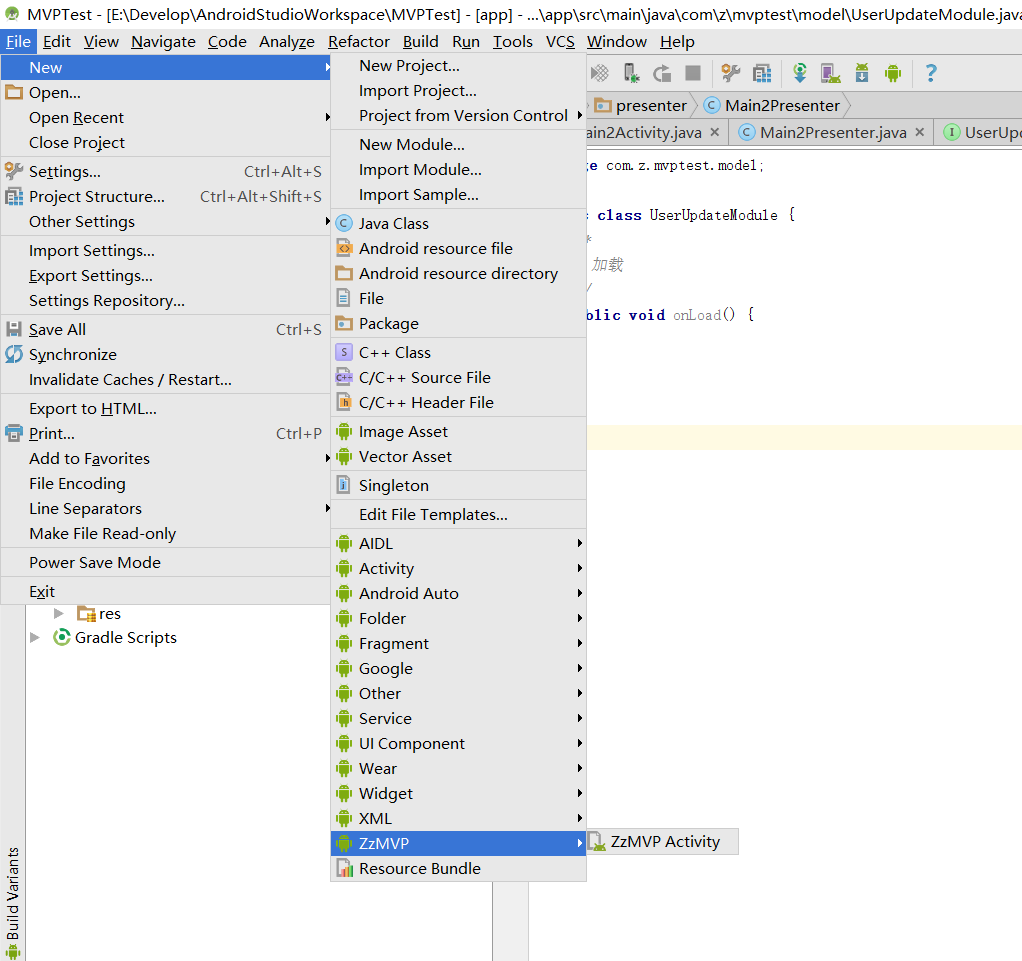 MVPTest - [E:\Develop\AndroidStudioWorkspace\MVPTest] - [app] - ...\app\src\main\java\com\z\mvptest\model\UserUpdateModule.java
File Edit View Navigate Code Analyze Refactor Build Run Tools VCS Window Help
New
Open...
Open Recent
Close Project
Settings... Ctrl+Alt+S
Project Structure... Ctrl+Alt+Shift+S
Other Settings
Import Settings...
Export Settings...
Settings Repository...
Save All Ctrl+S
Synchronize
Invalidate Caches / Restart...
Export to HTML...
Print... Ctrl+P
Add to Favorites
File Encoding
Line Separators
Make File Read-only
Power Save Mode
Exit
res
Gradle Scripts
Build Variants
New Project...
Import Project...
Project from Version Control
New Module...
Import Module...
Import Sample...
Java Class
Android resource file
Android resource directory
File
Package
C++ Class
C/C++ Source File
C/C++ Header File
Image Asset
Vector Asset
Singleton
Edit File Templates...
AIDL
Activity
Android Auto
Folder
Fragment
Google
Other
Service
UI Component
Wear
Widget
XML
ZzMVP
Resource Bundle
ZzMVP Activity
presenter Main2Presenter
ain2Activity.java Main2Presenter.java UserUpd
e com.z.mvptest.model;
class UserUpdateModule {
*
加载
/
blic void onLoad() {